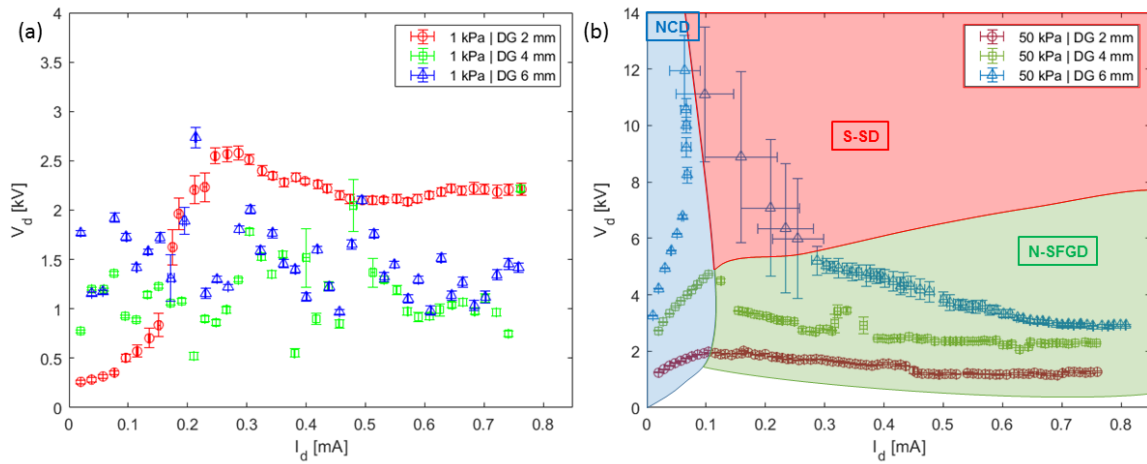 (a)
1 kPa | DG 2 mm
1 kPa | DG 4 mm
1 kPa | DG 6 mm
V_d [kV]
4
3.5
3
2.5
2
1.5
1
0.5
0
0 0.1 0.2 0.3 0.4 0.5 0.6 0.7 0.8
I_d [mA]
(b)
NCD
50 kPa | DG 2 mm
50 kPa | DG 4 mm
50 kPa | DG 6 mm
S-SD
N-SFGD
V_d [kV]
14
12
10
8
6
4
2
0
0 0.1 0.2 0.3 0.4 0.5 0.6 0.7 0.8
I_d [mA]